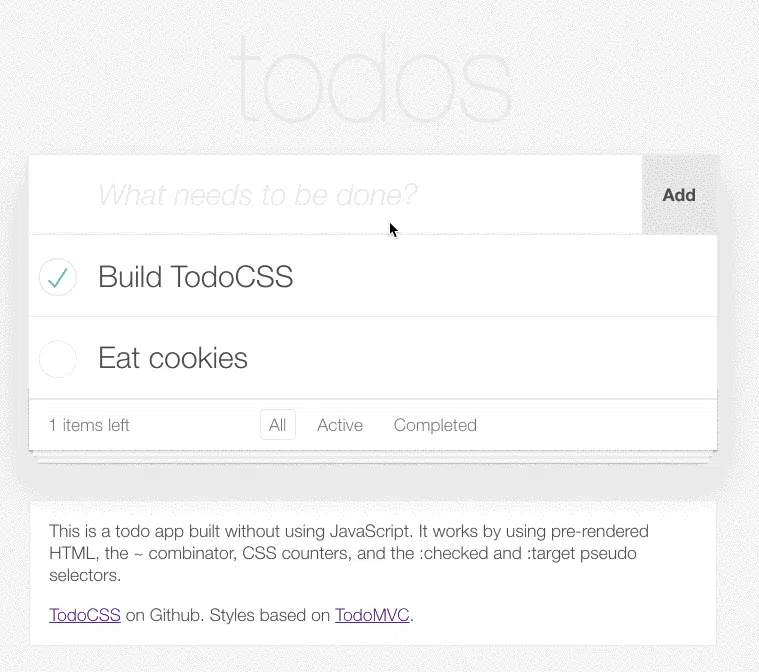 todos
What needs to be done?
Add
Build TodoCSS
Eat cookies
1 items left
All
Active
Completed
This is a todo app built without using JavaScript. It works by using pre-rendered
HTML, the ~ combinator, CSS counters, and the :checked and :target pseudo
selectors.
TodoCSS on Github. Styles based on TodoMVC.